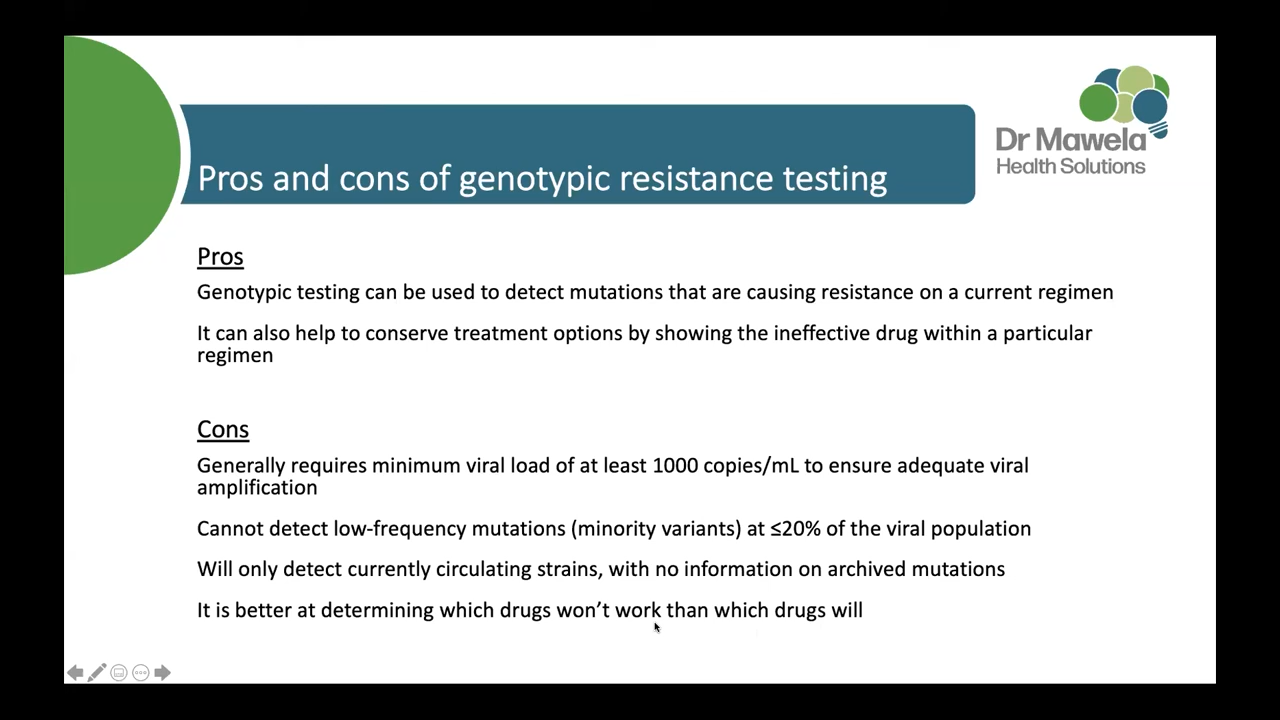 Dr Mawela
Health Solutions
Pros and cons of genotypic resistance testing
Pros
Genotypic testing can be used to detect mutations that are causing resistance on a current regimen
It can also help to conserve treatment options by showing the ineffective drug within a particular
regimen
Cons
Generally requires minimum viral load of at least 1000 copies/mL to ensure adequate viral
amplification
Cannot detect low-frequency mutations (minority variants) at ≤20% of the viral population
Will only detect currently circulating strains, with no information on archived mutations
It is better at determining which drugs won’t work than which drugs will